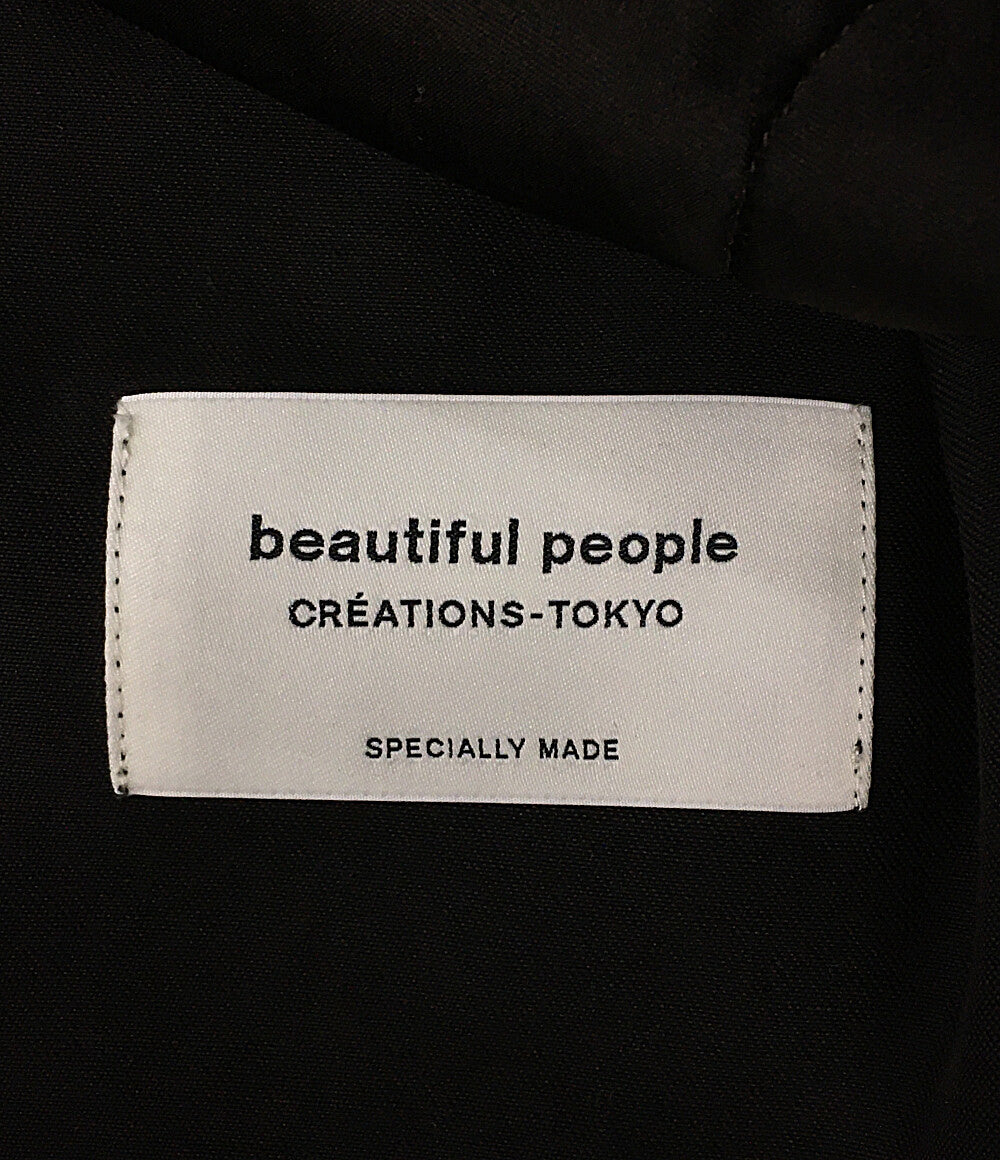 beautiful people
CRÉATIONS-TOKYO
SPECIALLY MADE